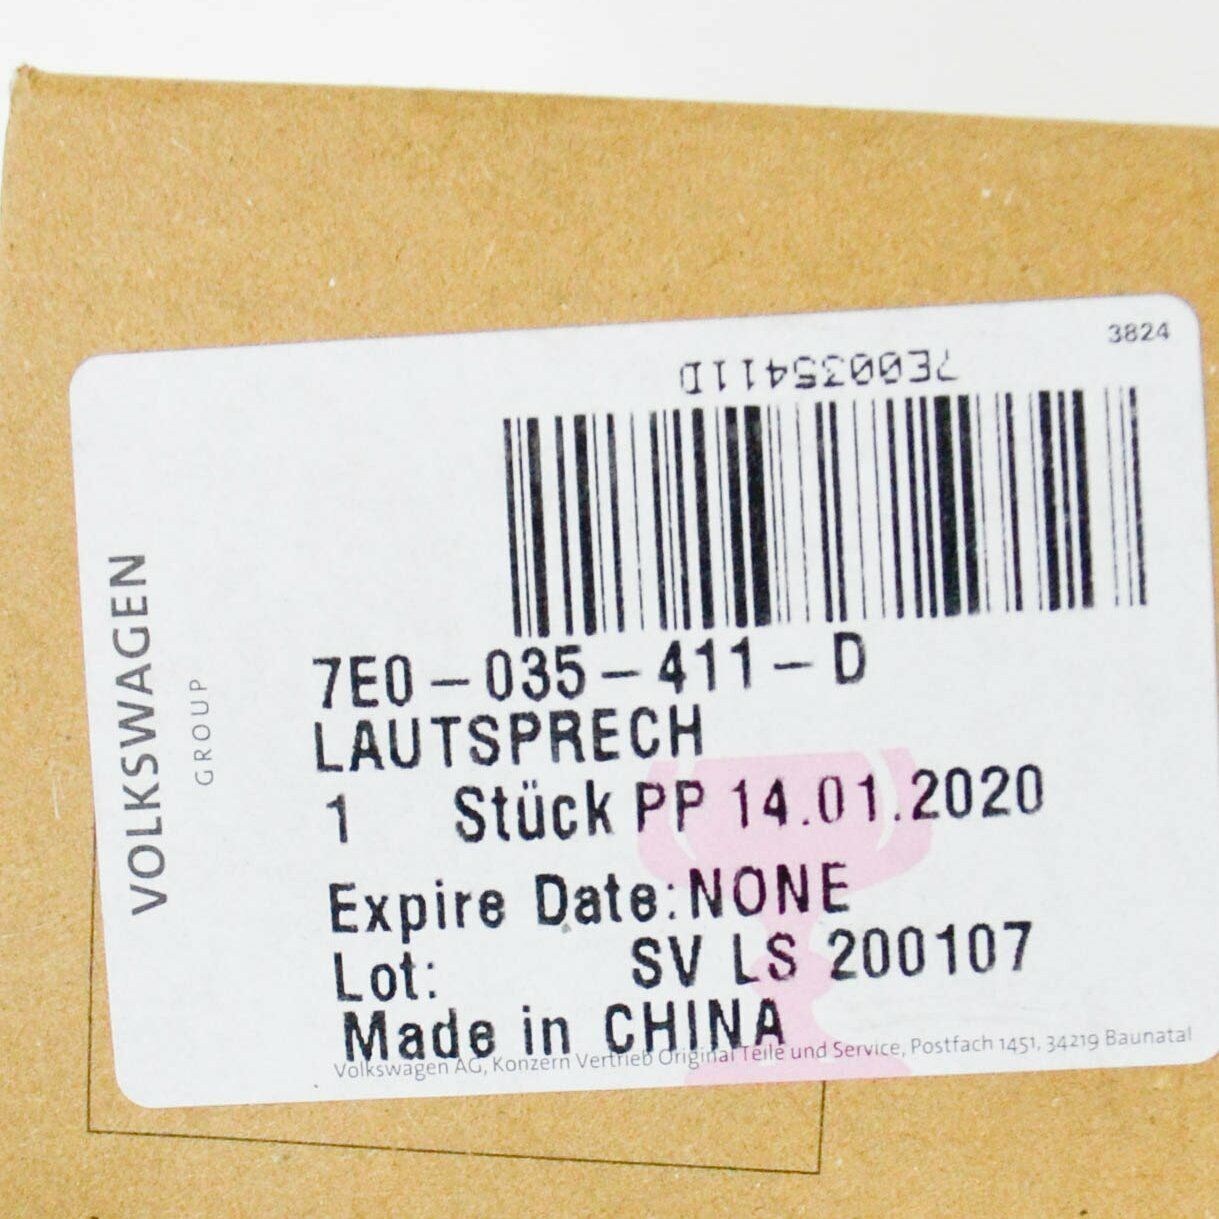 3824
7E0035411D
VOLKSWAGEN
GROUP
7E0-035-411-D
LAUTSPRECH
1 Stück PP 14.01.2020
Expire Date:NONE
Lot: SV LS 200107
Made in CHINA
Volkswagen AG, Konzern Vertrieb Original Teile und Service, Postfach 1451, 34219 Baunatal